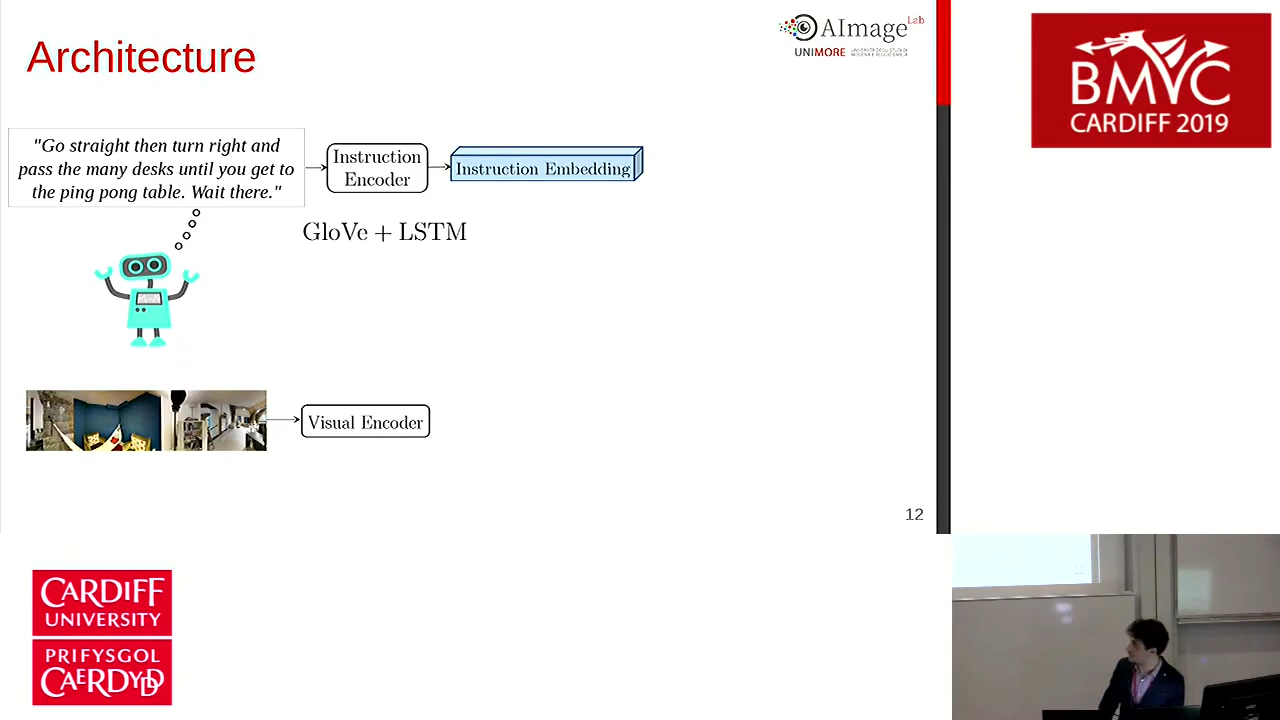 Architecture
AImage Lab
UNIMORE
"Go straight then turn right and
pass the many desks until you get to
the ping pong table. Wait there."
Instruction
Encoder
Instruction Embedding
GloVe + LSTM
Visual Encoder
12
BMVC
CARDIFF 2019
CARDIFF
UNIVERSITY
PRIFYSGOL
CAERDYDD